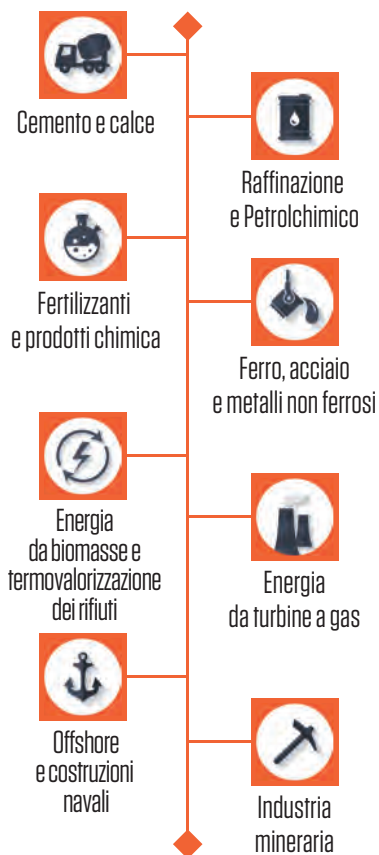 Cemento e calce
Raffinazione
e Petrolchimico
Fertilizzanti
e prodotti chimica
Ferro, acciaio
e metalli non ferrosi
Energia
da biomasse e
termovalorizzazione
dei rifiuti
Energia
da turbine a gas
Offshore
e costruzioni
navali
Industria
mineraria